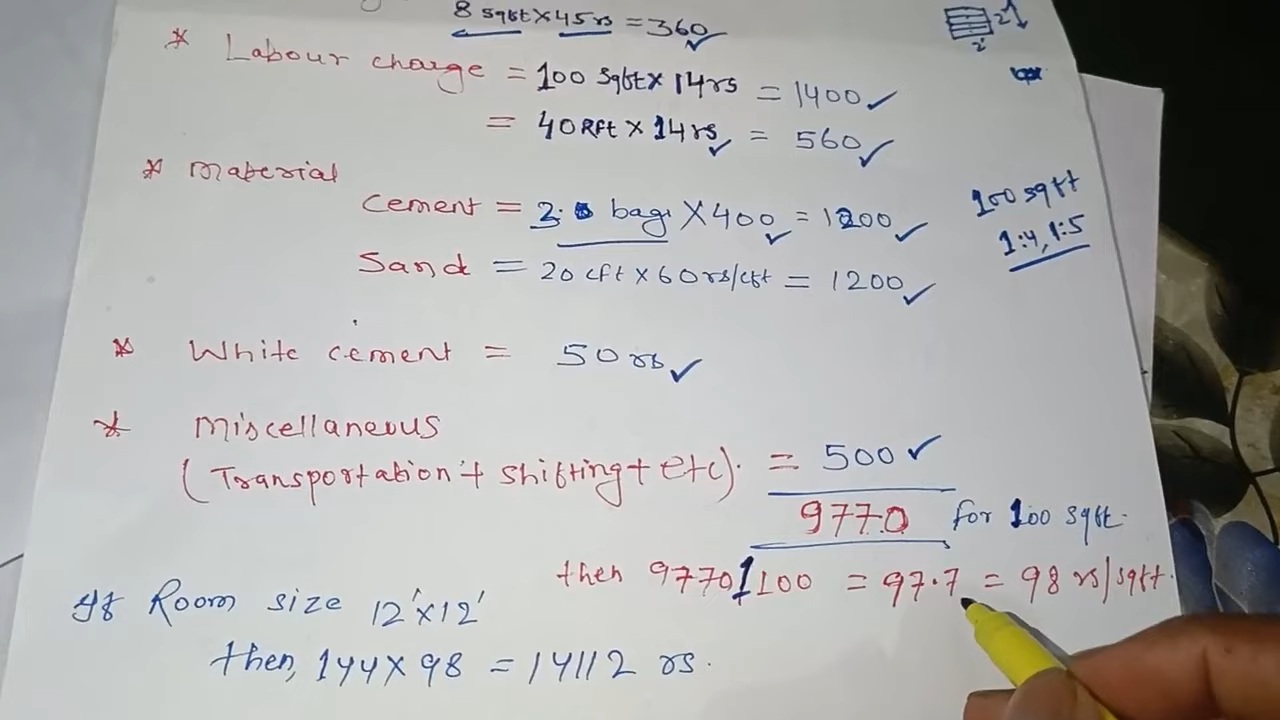 8 sqft × 45 rs = 360 ✓
2'
2'
* Labour charge = 100 sqft × 14 rs = 1400 ✓
= 40 Rft × 14 rs ✓ = 560 ✓
* Material
Cement = 3 bag × 400 ✓ = 1200 ✓
100 sqft
1:4, 1:5
Sand = 20 cft × 60 rs/cft = 1200 ✓
* White cement = 50 rs ✓
* Miscellaneous
(Transportation + shifting + etc). = 500 ✓
9770 for 100 sqft.
then 9770/100 = 97.7 = 98 rs/sqft.
If Room size 12'×12'
then, 144 × 98 = 14112 rs.